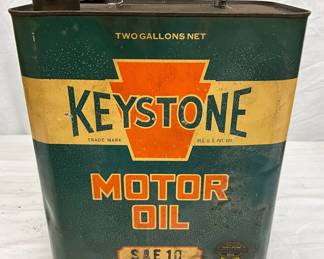 TWO GALLONS NET
KEYSTONE
TRADE MARK REG. U.S. PAT. OFF.
MOTOR
OIL
SAE 10